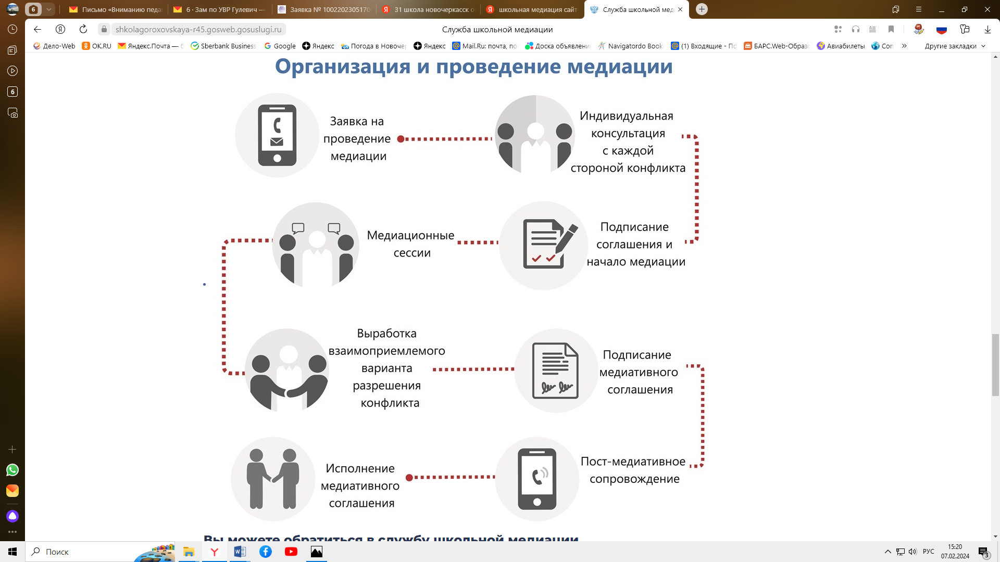 6
Письмо «Вниманию педа
6 · Зам по УВР Гулевич —
Заявка № 1002202305170
31 школа новочеркасск о
школьная медиация сайт
Служба школьной мед
shkolagoroxovskaya-r45.gosweb.gosuslugi.ru
Служба школьной медиации
Дело-Web
OK.RU
Яндекс.Почта — 6
Sberbank Business
Google
Яндекс
Погода в Новочер
Яндекс
Mail.Ru: почта, по
Доска объявлени
Navigatordo Book
(1) Входящие - По
БАРС.Web-Образо
Авиабилеты
Con
»
Другие закладки
6
Организация и проведение медиации
Заявка на
проведение
медиации
Индивидуальная
консультация
с каждой
стороной конфликта
Медиационные
сессии
Подписание
соглашения и
начало медиации
Выработка
взаимоприемлемого
варианта
разрешения
конфликта
Подписание
медиативного
соглашения
Исполнение
медиативного
соглашения
Пост-медиативное
сопровождение
Вы можете обратиться в службу школьной медиации
Поиск
РУС
15:20
07.02.2024
3